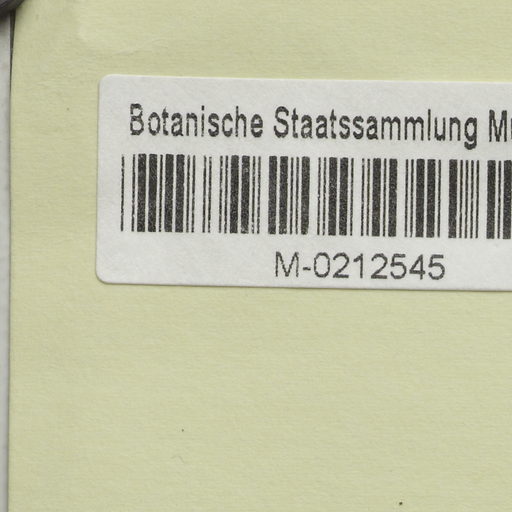 Botanische Staatssammlung
M-0212545